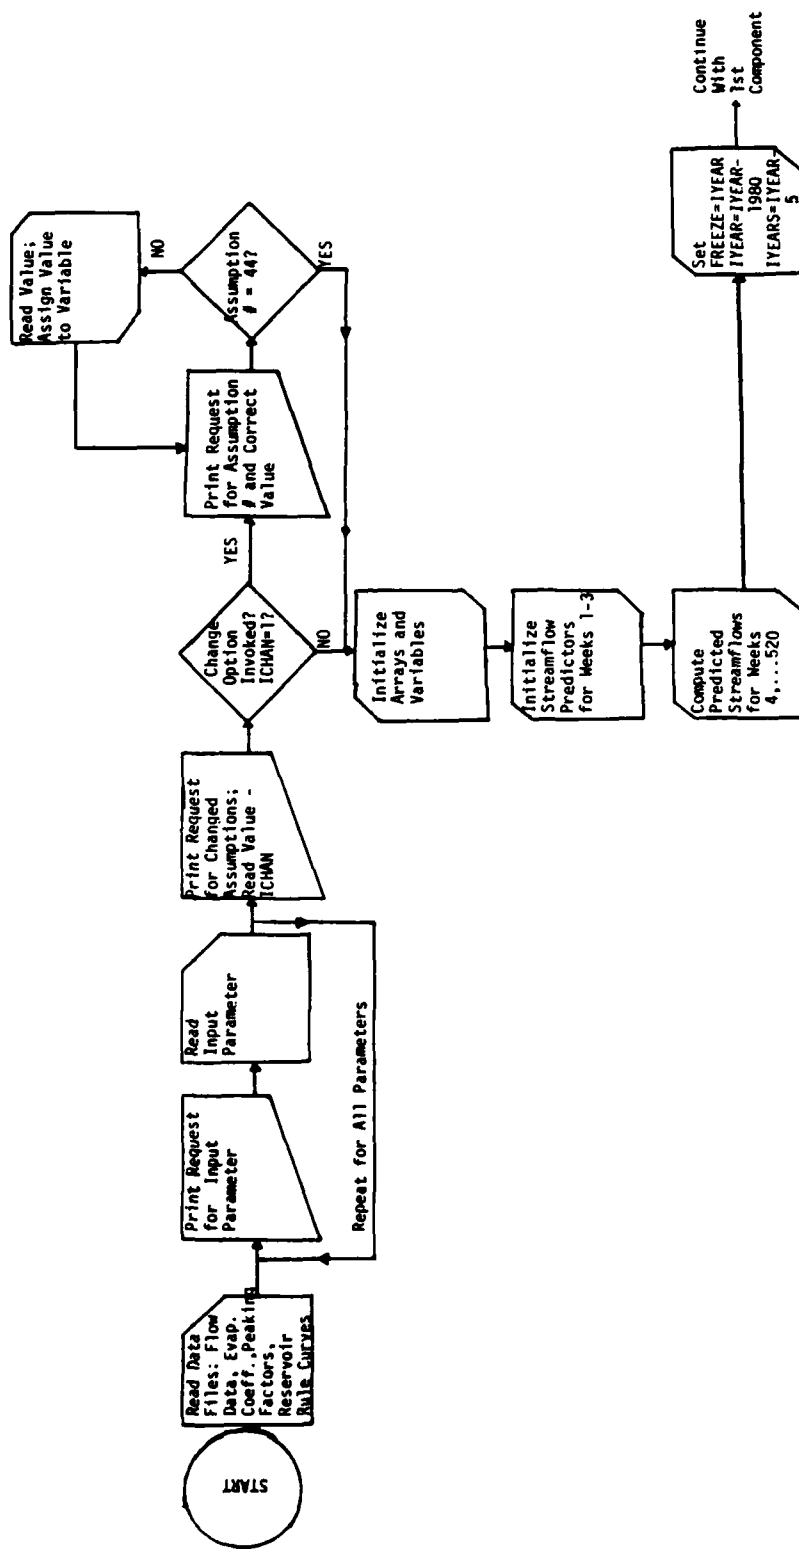 START
Read Data
Files: Flow
Data, Evap.
Coeff.,Peaking
Factors,
Reservoir
Rule Curves
Print Request
for Input
Parameter
Read
Input
Parameter
Repeat for All Parameters
Print Request
for Changed
Assumptions;
Read Value -
ICHAN
Change
Option
Invoked?
ICHAN=1?
YES
NO
Print Request
for Assumption
# and Correct
Value
Assumption
# = 44?
NO
YES
Read Value;
Assign Value
to Variable
Initialize
Arrays and
Variables
Initialize
Streamflow
Predictors
for Weeks 1-3
Compute
Predicted
Streamflows
for Weeks
4,...520
Set
FREEZE=IYEAR
IYEAR=IYEAR-
1980
IYEARS=IYEAR-
5
Continue
With
1st
Component